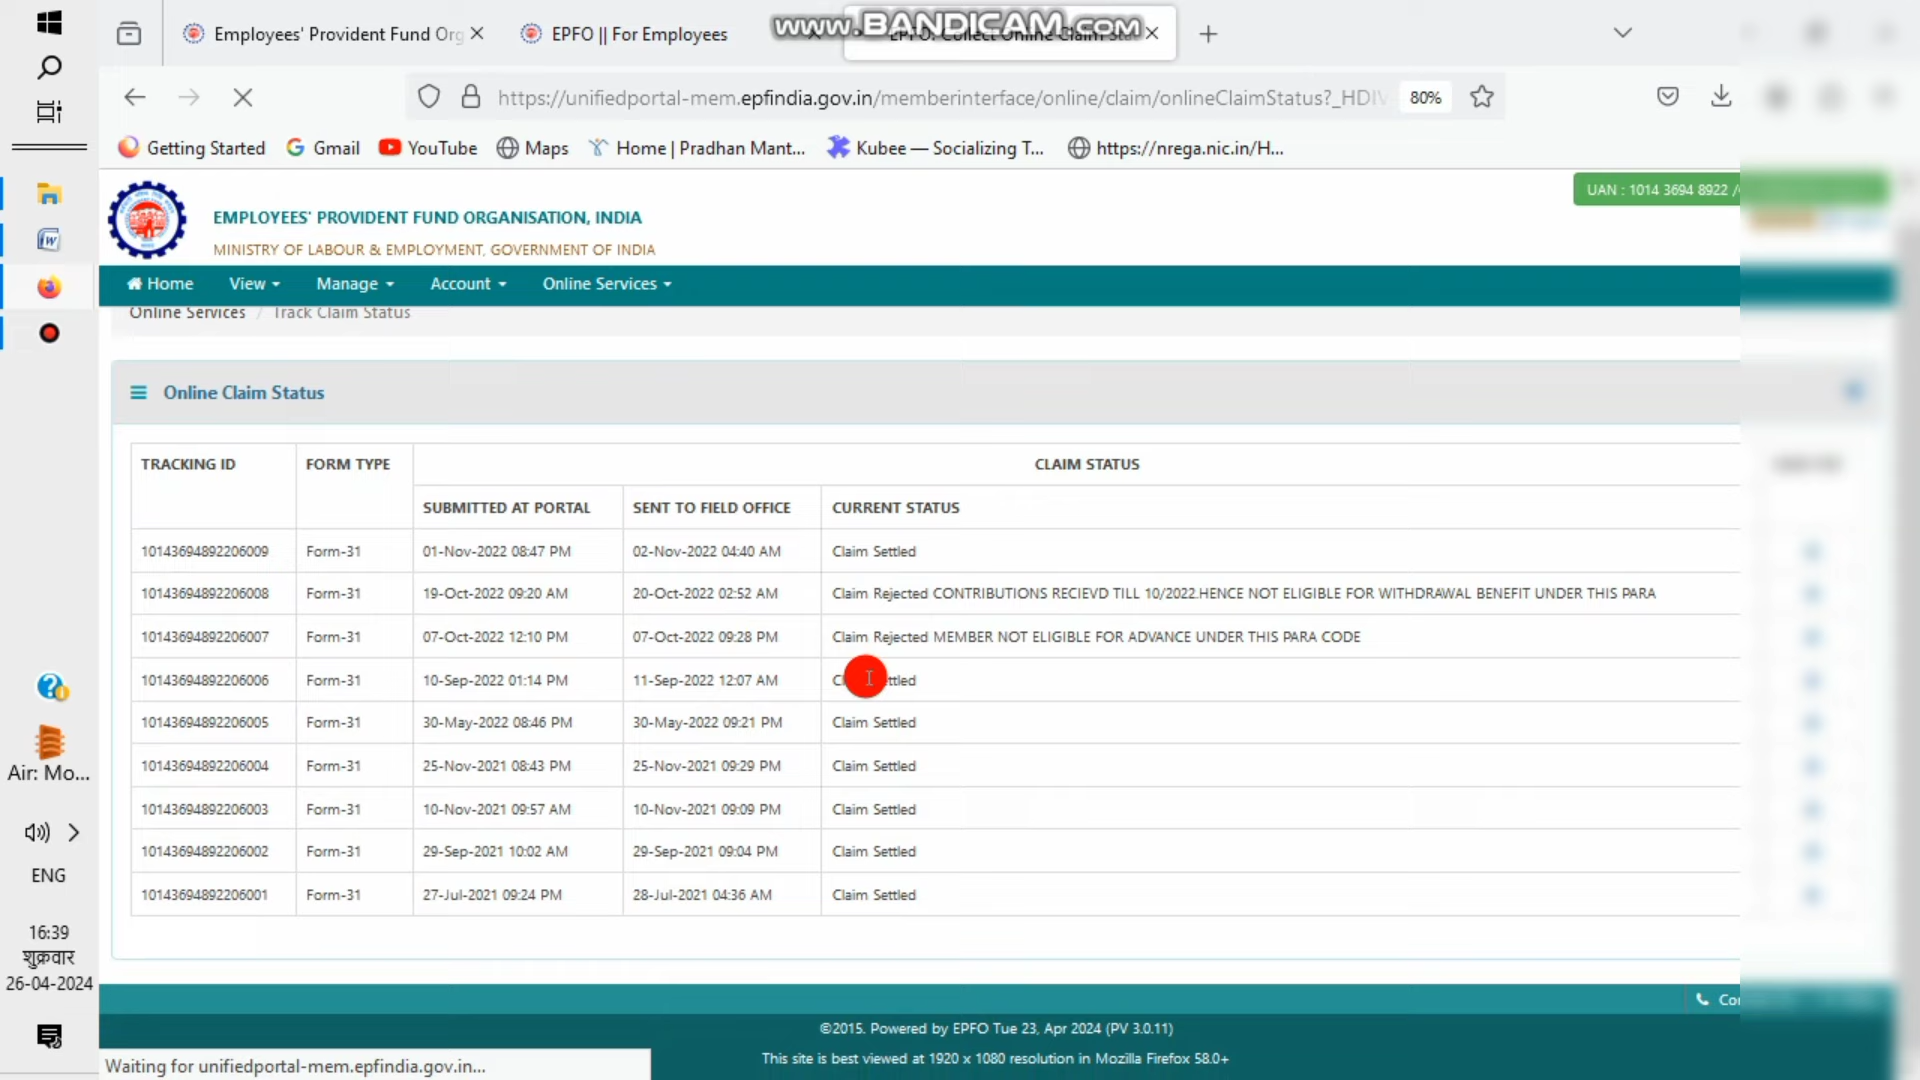 Employees' Provident Fund Org
EPFO || For Employees
www.BANDICAM.com
EPFO: Collect Online Claim Sta
https://unifiedportal-mem.epfindia.gov.in/memberinterface/online/claim/onlineClaimStatus?_HDIV
80%
Getting Started
Gmail
YouTube
Maps
Home | Pradhan Mant...
Kubee — Socializing T...
https://nrega.nic.in/H...
UAN : 1014 3694 8922 /
EMPLOYEES' PROVIDENT FUND ORGANISATION, INDIA
MINISTRY OF LABOUR & EMPLOYMENT, GOVERNMENT OF INDIA
Home View Manage Account Online Services
Online Services / Track Claim Status
Online Claim Status
TRACKING ID FORM TYPE CLAIM STATUS
SUBMITTED AT PORTAL SENT TO FIELD OFFICE CURRENT STATUS
10143694892206009 Form-31 01-Nov-2022 08:47 PM 02-Nov-2022 04:40 AM Claim Settled
10143694892206008 Form-31 19-Oct-2022 09:20 AM 20-Oct-2022 02:52 AM Claim Rejected CONTRIBUTIONS RECIEVD TILL 10/2022.HENCE NOT ELIGIBLE FOR WITHDRAWAL BENEFIT UNDER THIS PARA
10143694892206007 Form-31 07-Oct-2022 12:10 PM 07-Oct-2022 09:28 PM Claim Rejected MEMBER NOT ELIGIBLE FOR ADVANCE UNDER THIS PARA CODE
10143694892206006 Form-31 10-Sep-2022 01:14 PM 11-Sep-2022 12:07 AM C ttled
10143694892206005 Form-31 30-May-2022 08:46 PM 30-May-2022 09:21 PM Claim Settled
10143694892206004 Form-31 25-Nov-2021 08:43 PM 25-Nov-2021 09:29 PM Claim Settled
10143694892206003 Form-31 10-Nov-2021 09:57 AM 10-Nov-2021 09:09 PM Claim Settled
10143694892206002 Form-31 29-Sep-2021 10:02 AM 29-Sep-2021 09:04 PM Claim Settled
10143694892206001 Form-31 27-Jul-2021 09:24 PM 28-Jul-2021 04:36 AM Claim Settled
Co
©2015. Powered by EPFO Tue 23, Apr 2024 (PV 3.0.11)
This site is best viewed at 1920 x 1080 resolution in Mozilla Firefox 58.0+
Waiting for unifiedportal-mem.epfindia.gov.in...
Air: Mo...
ENG
16:39
शुक्रवार
26-04-2024